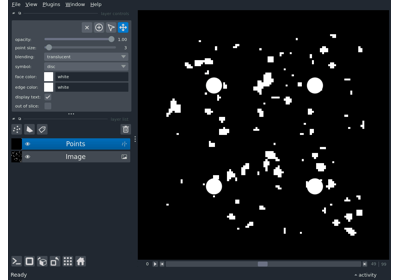 File View Plugins Window Help
opacity: 1.00
point size:
blending: translucent
symbol: disc
face color: white
edge color: white
display text:
out of slice:
Points
Image
0
Ready
activity